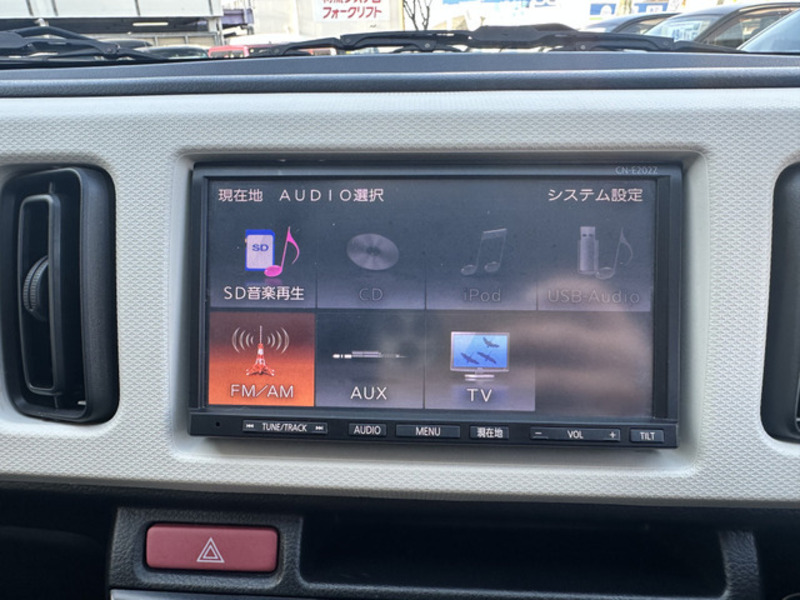 フォークリフト
CN-E202Z
現在地 AUDIO選択
システム設定
SD
SD音楽再生
CD
iPod
USB-Audio
FM/AM
AUX
TV
TUNE/TRACK
AUDIO
MENU
現在地
− VOL +
TILT